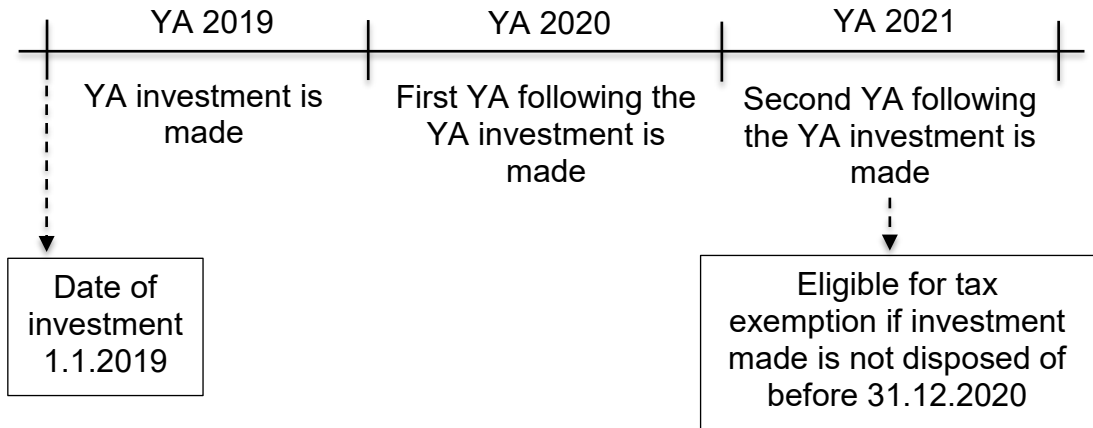 YA 2019
YA 2020
YA 2021
YA investment is
made
First YA following the
YA investment is
made
Second YA following
the YA investment is
made
Date of
investment
1.1.2019
Eligible for tax
exemption if investment
made is not disposed of
before 31.12.2020